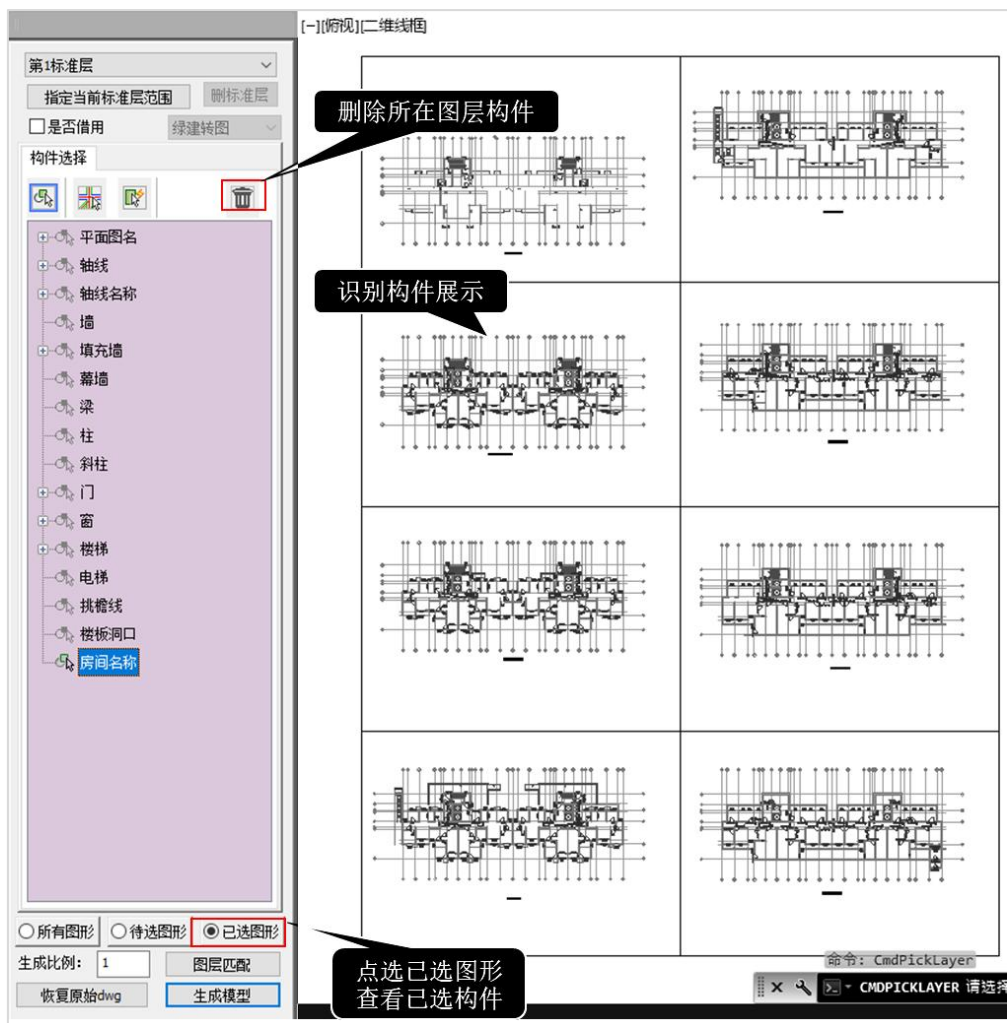 [-][俯视][二维线框]
第1标准层
指定当前标准层范围 删标准层
是否借用 绿建转图
构件选择
删除所在图层构件
平面图名
轴线
轴线名称
墙
填充墙
幕墙
梁
柱
斜柱
门
窗
楼梯
电梯
挑檐线
楼板洞口
房间名称
识别构件展示
所有图形 待选图形 已选图形
生成比例： 1 图层匹配
恢复原始dwg 生成模型
点选已选图形
查看已选构件
命令: CmdPickLayer
CMDPICKLAYER 请选择